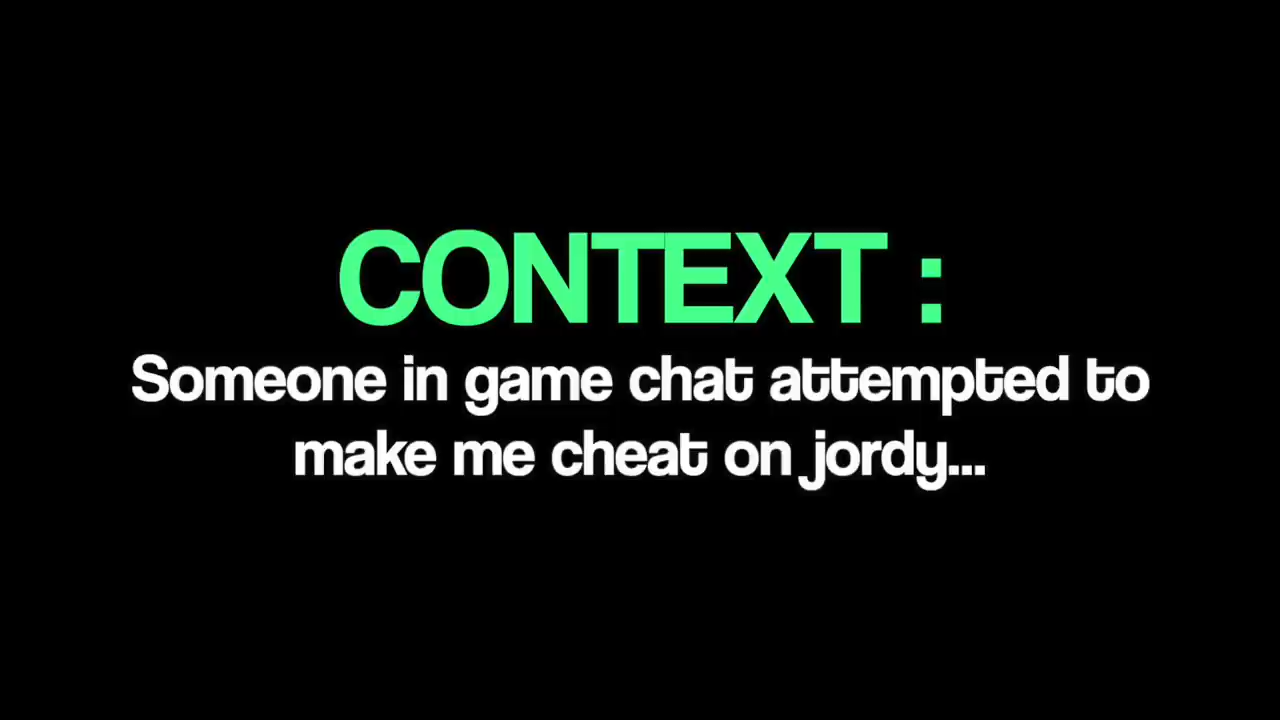 CONTEXT :
Someone in game chat attempted to
make me cheat on jordy...